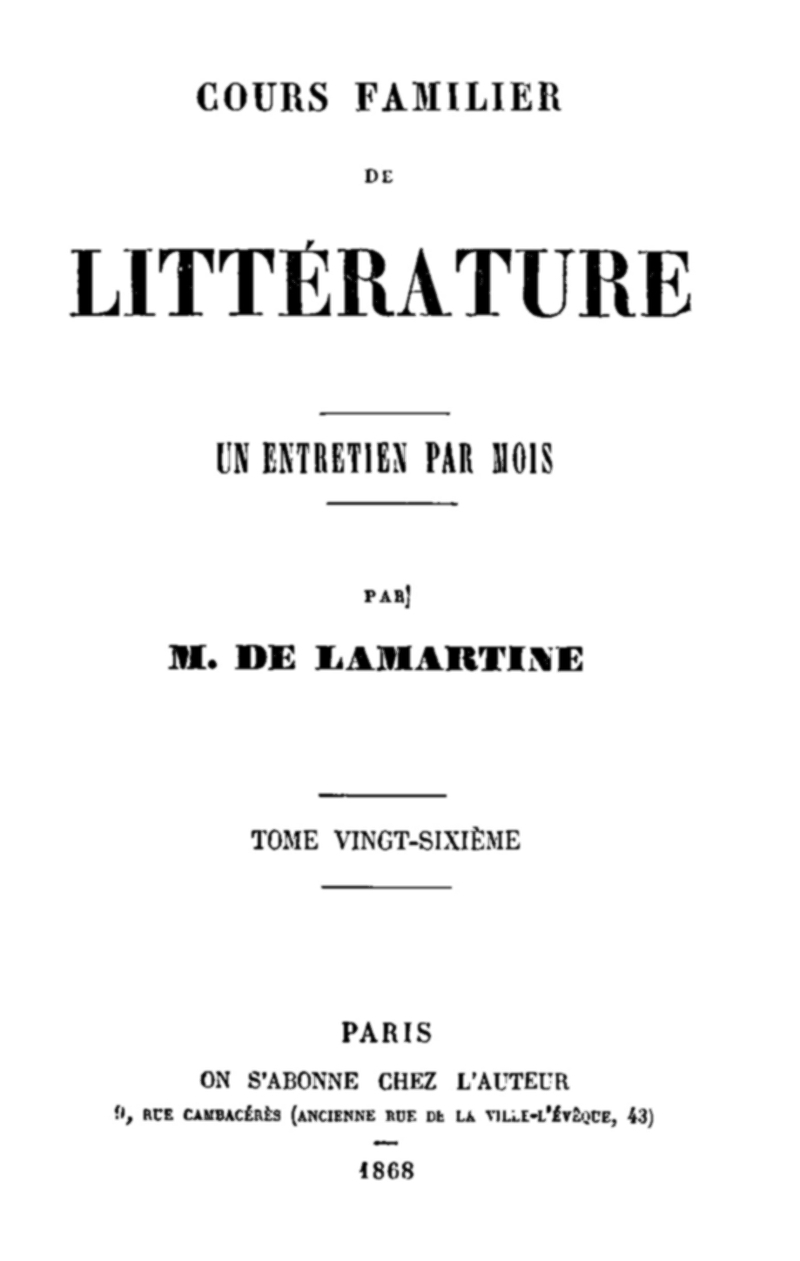 COURS FAMILIER
DE
LITTÉRATURE
UN ENTRETIEN PAR MOIS
PAR
M. DE LAMARTINE
TOME VINGT-SIXIÈME
PARIS
ON S'ABONNE CHEZ L'AUTEUR
9, RUE CAMBACÉRÈS (ANCIENNE RUE DE LA VILLE-L'ÉVÊQUE, 43)
1868